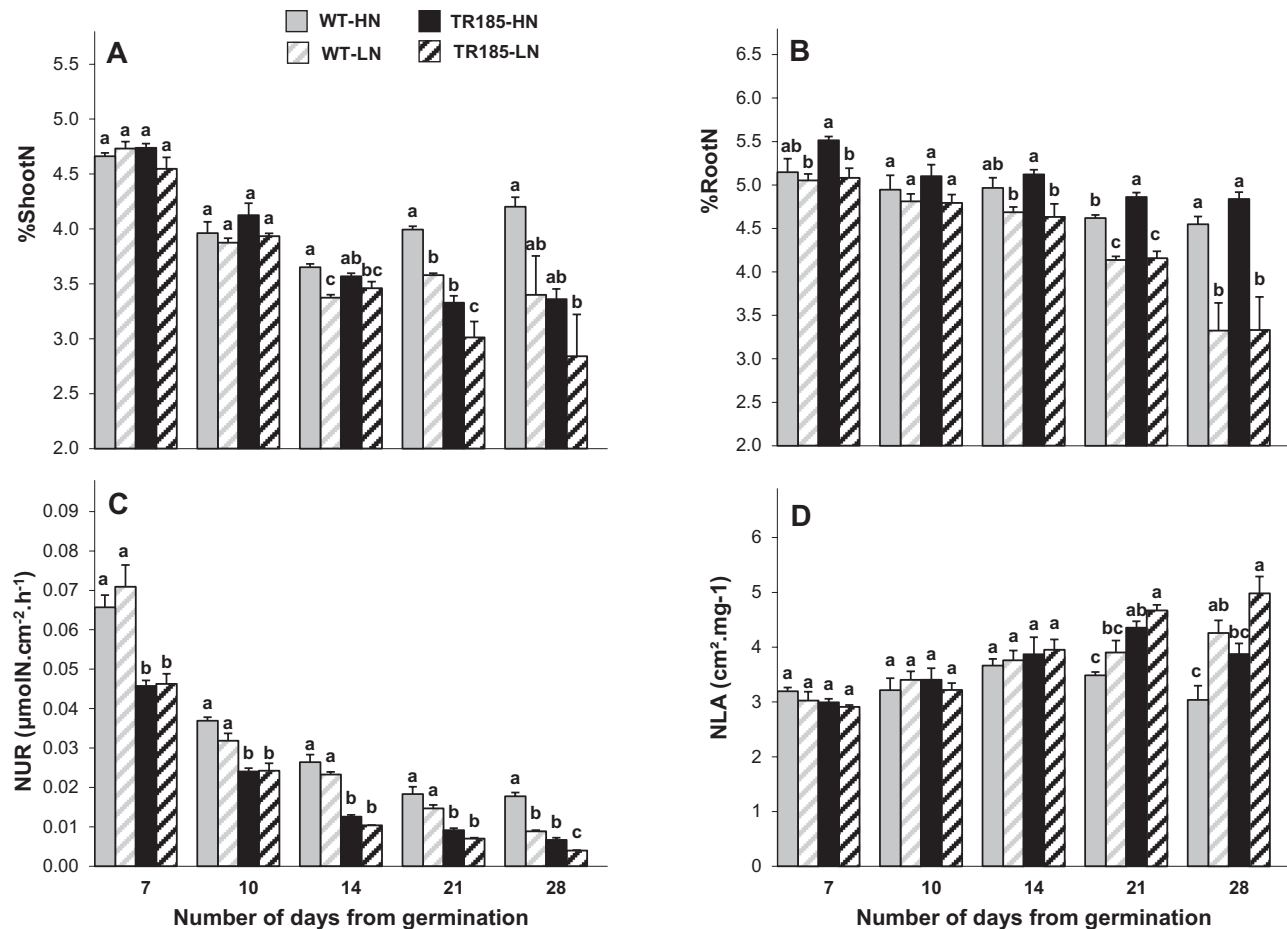 WT-HN TR185-HN
WT-LN TR185-LN
A
%ShootN
5.5
5.0
4.5
4.0
3.5
3.0
2.5
2.0
a a a a
a a a a
a c ab bc
a b b c
a ab ab b
B
%RootN
6.5
6.0
5.5
5.0
4.5
4.0
3.5
3.0
2.5
2.0
ab b a b
a a a a
ab b a b
b c a c
a b a b
C
NUR (µmolN.cm-2.h-1)
0.09
0.08
0.07
0.06
0.05
0.04
0.03
0.02
0.01
0.00
a a b b
a a b b
a a b b
a a b b
a b b c
7 10 14 21 28
Number of days from germination
D
NLA (cm².mg-1)
6
5
4
3
2
1
0
a a a a
a a a a
a a a a
c bc ab a
c ab bc a
7 10 14 21 28
Number of days from germination